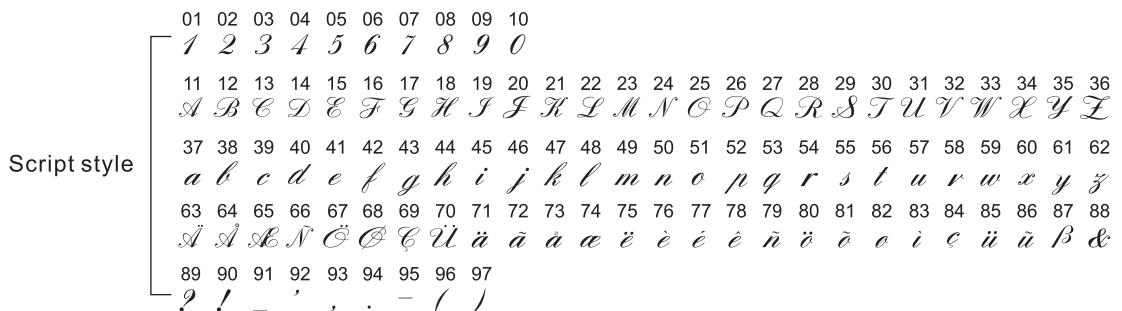 01 02 03 04 05 06 07 08 09 10
1 2 3 4 5 6 7 8 9 0
11 12 13 14 15 16 17 18 19 20 21 22 23 24 25 26 27 28 29 30 31 32 33 34 35 36
A B C D E F G H I J K L M N O P Q R S T U V W X Y Z
37 38 39 40 41 42 43 44 45 46 47 48 49 50 51 52 53 54 55 56 57 58 59 60 61 62
Script style
a b c d e f g h i j k l m n o p q r s t u v w x y z
63 64 65 66 67 68 69 70 71 72 73 74 75 76 77 78 79 80 81 82 83 84 85 86 87 88
Ä Å Æ Ñ Ö Ø Ç Ü ä ã å æ ë è é ê ñ ö õ ø ì ç ü ũ β &
89 90 91 92 93 94 95 96 97
? ! _ ' , . - ( )